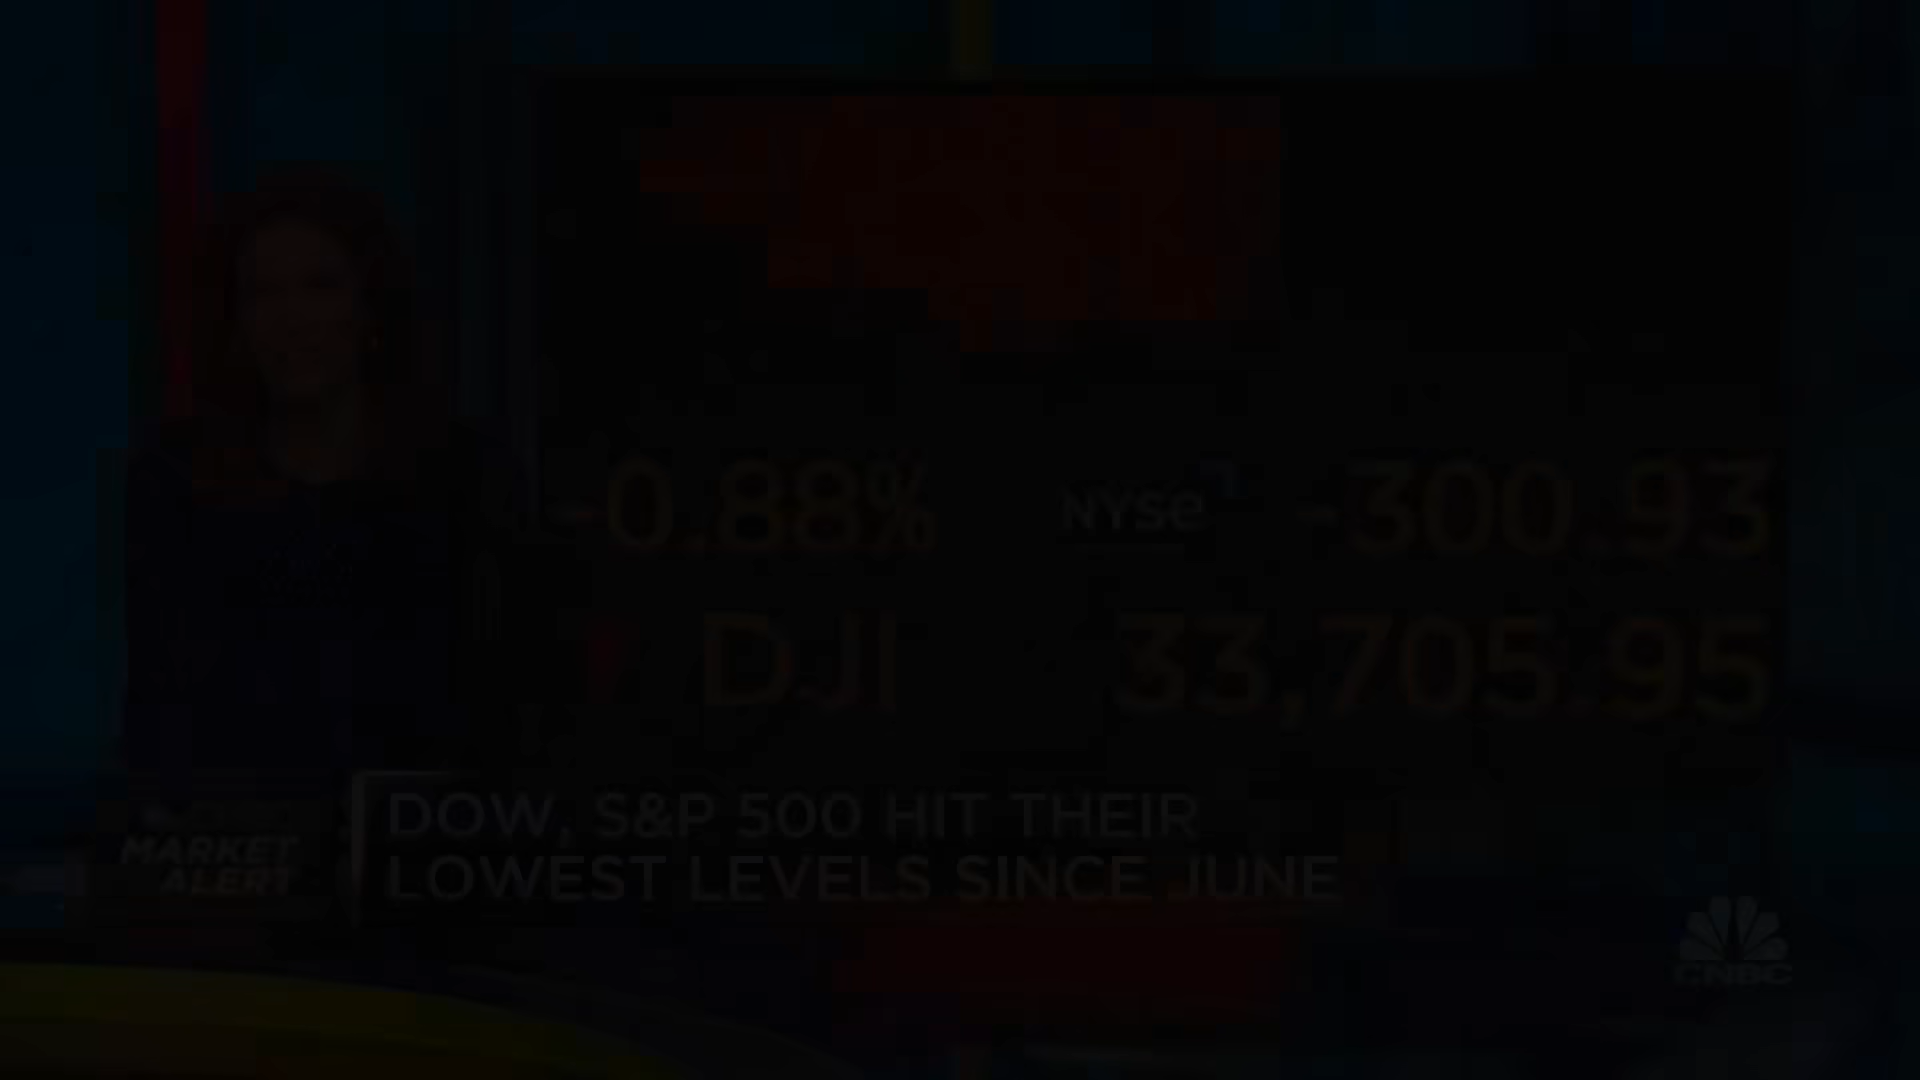 -0.88% NYSE -300.93
DJI 33,705.95
DOW, S&P 500 HIT THEIR
LOWEST LEVELS SINCE JUNE
MARKET
ALERT
CNBC